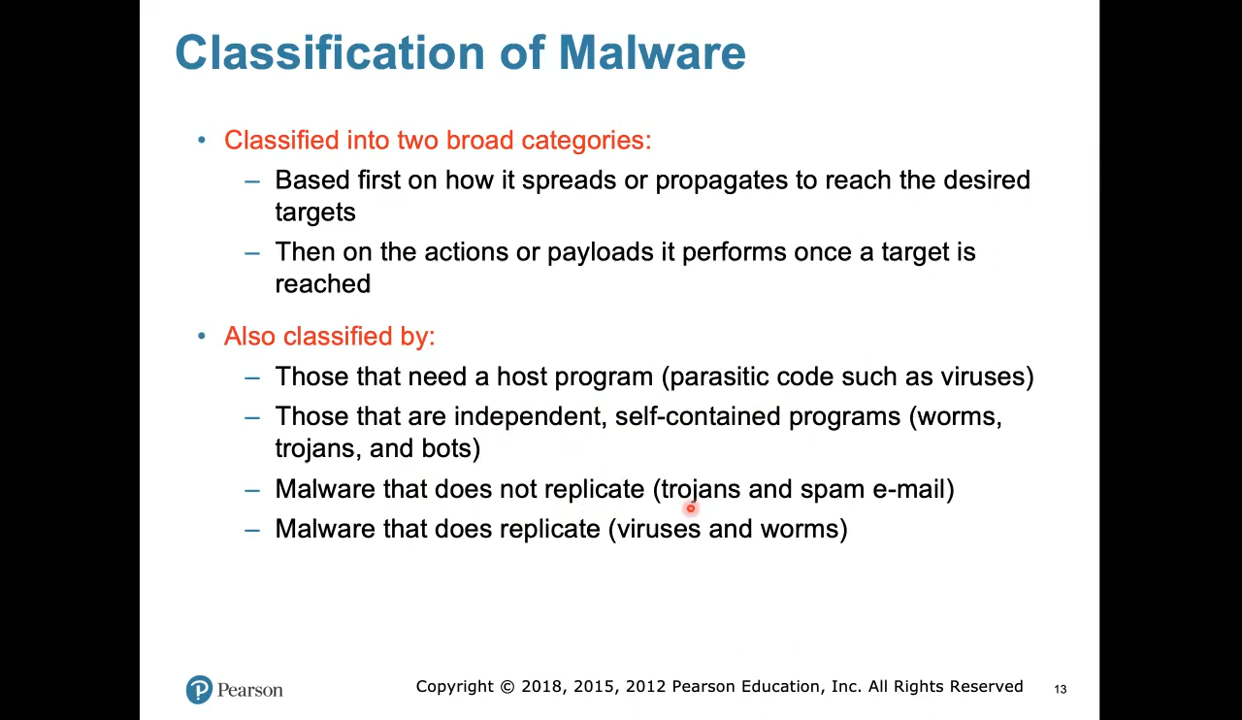 Classification of Malware
• Classified into two broad categories:
– Based first on how it spreads or propagates to reach the desired
targets
– Then on the actions or payloads it performs once a target is
reached
• Also classified by:
– Those that need a host program (parasitic code such as viruses)
– Those that are independent, self-contained programs (worms,
trojans, and bots)
– Malware that does not replicate (trojans and spam e-mail)
– Malware that does replicate (viruses and worms)
P Pearson
Copyright © 2018, 2015, 2012 Pearson Education, Inc. All Rights Reserved
13